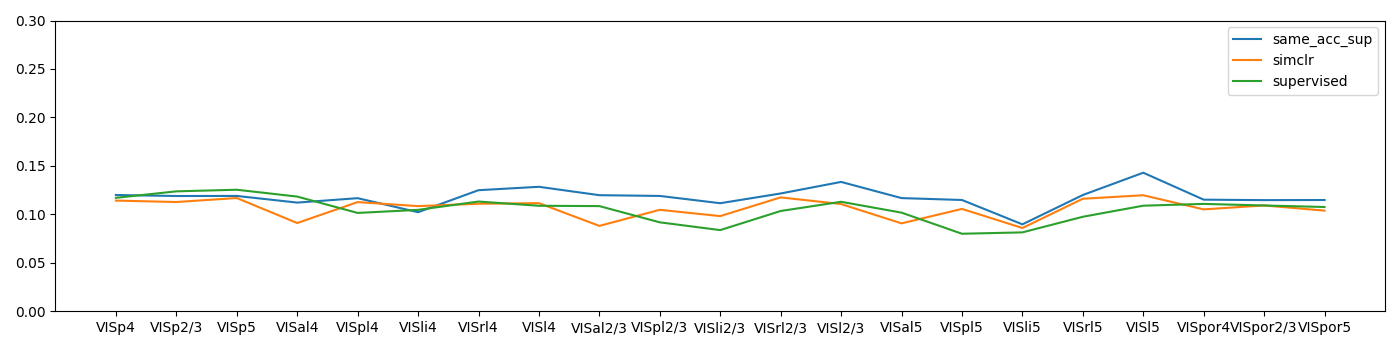 0.30
0.25
0.20
0.15
0.10
0.05
0.00
same_acc_sup
simclr
supervised
VISp4 VISp2/3 VISp5 VISal4 VISpl4 VISli4 VISrl4 VISl4 VISal2/3 VISpl2/3 VISli2/3 VISrl2/3 VISl2/3 VISal5 VISpl5 VISli5 VISrl5 VISl5 VISpor4 VISpor2/3 VISpor5